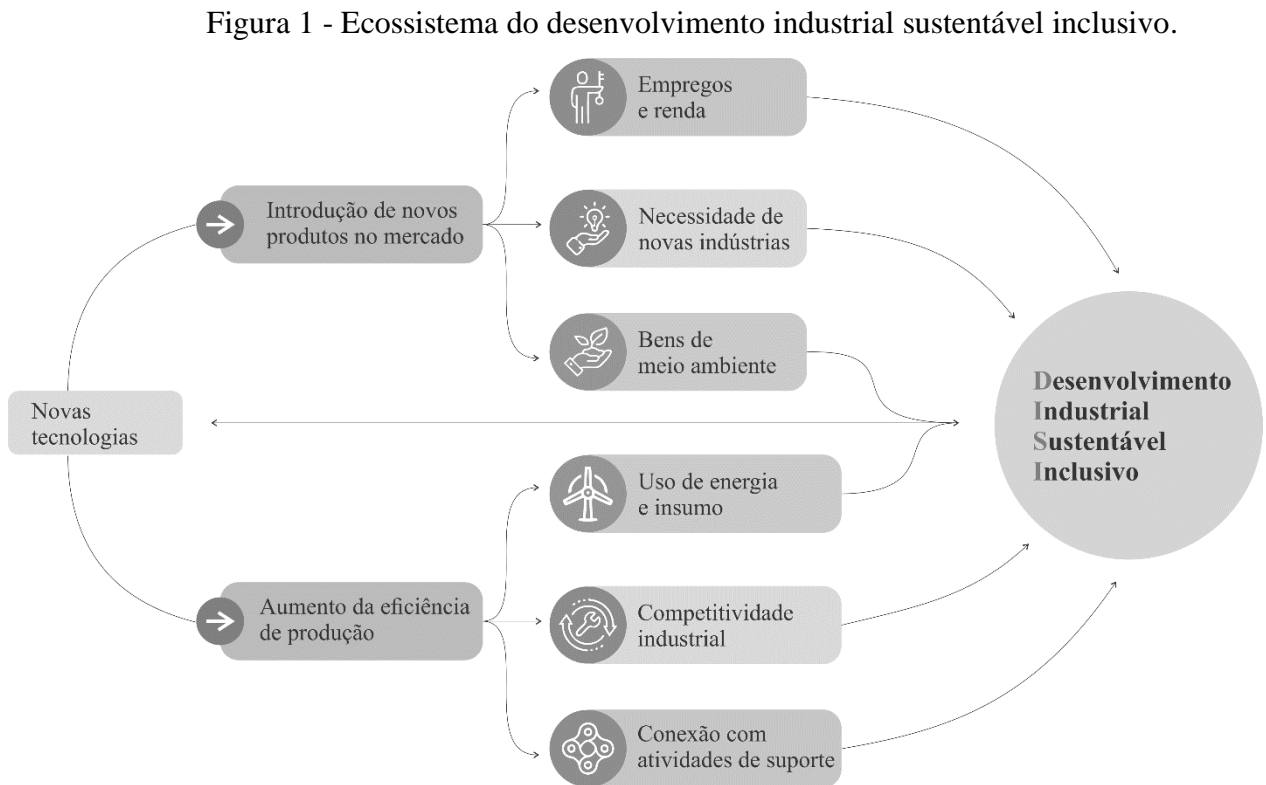 Figura 1 - Ecossistema do desenvolvimento industrial sustentável inclusivo.
Empregos
e renda
Introdução de novos
produtos no mercado
Necessidade de
novas indústrias
Bens de
meio ambiente
Novas
tecnologias
Desenvolvimento
Industrial
Sustentável
Inclusivo
Uso de energia
e insumo
Aumento da eficiência
de produção
Competitividade
industrial
Conexão com
atividades de suporte